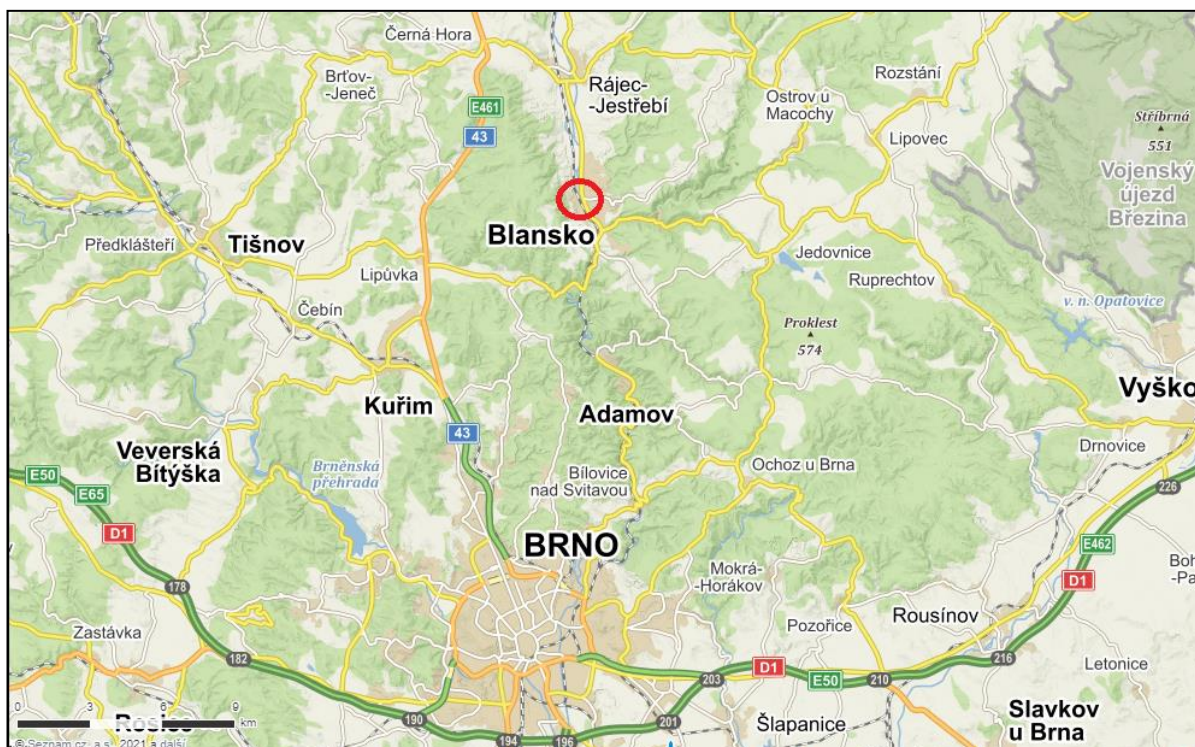 Černá Hora
Brťov-
-Jeneč
E461
43
Rájec-
-Jestřebí
Ostrov u
Macochy
Rozstání
Lipovec
Stříbrná
551
Vojenský
újezd
Březina
Předklášteří
Tišnov
Lipůvka
Blansko
Jedovnice
Ruprechtov
v. n. Opatovice
Čebín
Proklest
574
Kuřim
43
Adamov
Vyško
Drnovice
Veverská
Bítýška
Brněnská
přehrada
Bílovice
nad Svitavou
Ochoz u Brna
E50
E65
D1
226
E462
D1
BRNO
Mokrá-
-Horákov
Boh
-Pa
178
Zastávka
182
Pozořice
Rousínov
216
Letonice
D1
E50
210
203
201
190
194
196
Šlapanice
Slavkov
u Brna
0 3 6 9 km
Rosice
© Seznam.cz, a.s., 2021 a další